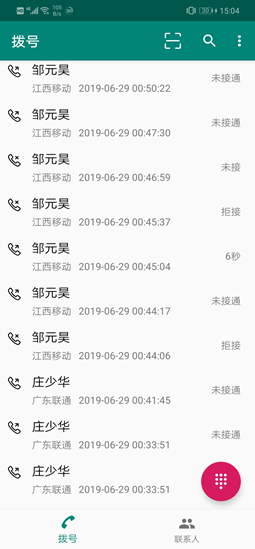 HD 4G 105 B/s 30 15:04
拨号
邹元昊
江西移动 2019-06-29 00:50:22 未接通
邹元昊
江西移动 2019-06-29 00:47:30 未接通
邹元昊
江西移动 2019-06-29 00:46:59 未接
邹元昊
江西移动 2019-06-29 00:45:37 拒接
邹元昊
江西移动 2019-06-29 00:45:04 6秒
邹元昊
江西移动 2019-06-29 00:44:17 未接通
邹元昊
江西移动 2019-06-29 00:44:06 拒接
庄少华
广东联通 2019-06-29 00:41:45 未接通
庄少华
广东联通 2019-06-29 00:33:51 未接通
庄少华
广东联通 2019-06-29 00:33:51
拨号 联系人